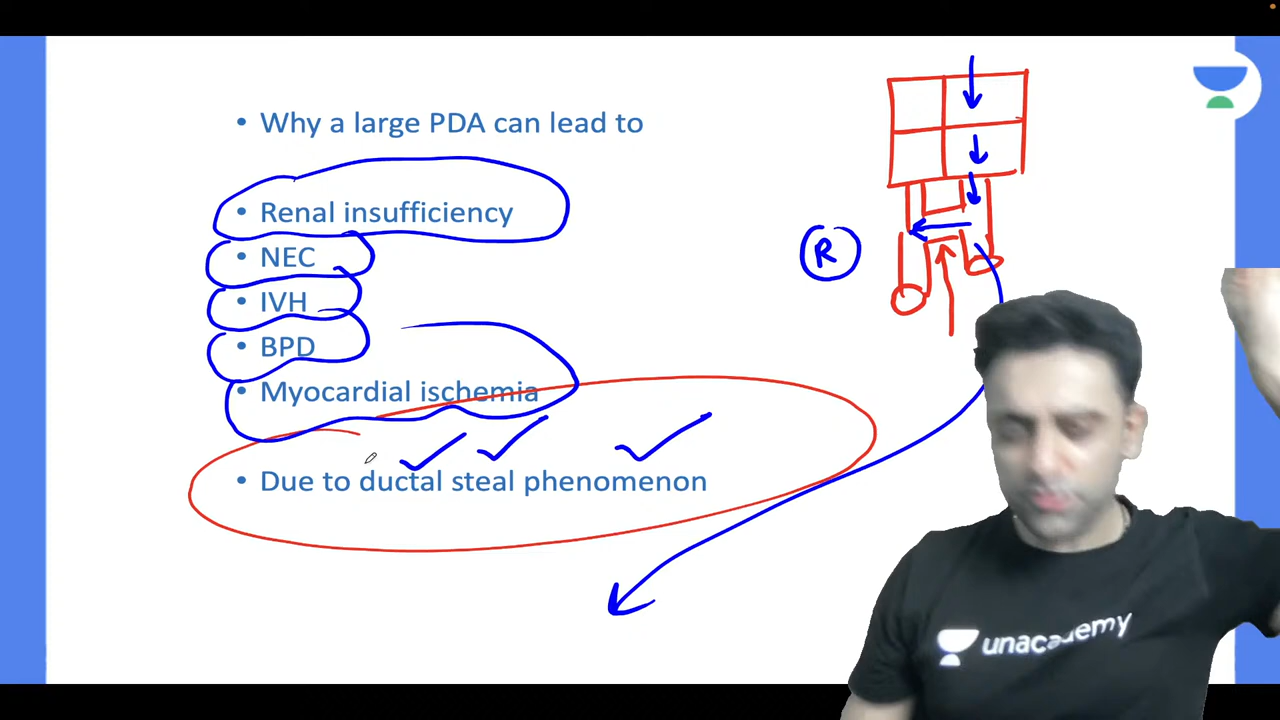 • Why a large PDA can lead to
• Renal insufficiency
• NEC
• IVH
• BPD
• Myocardial ischemia
• Due to ductal steal phenomenon
R
unacademy